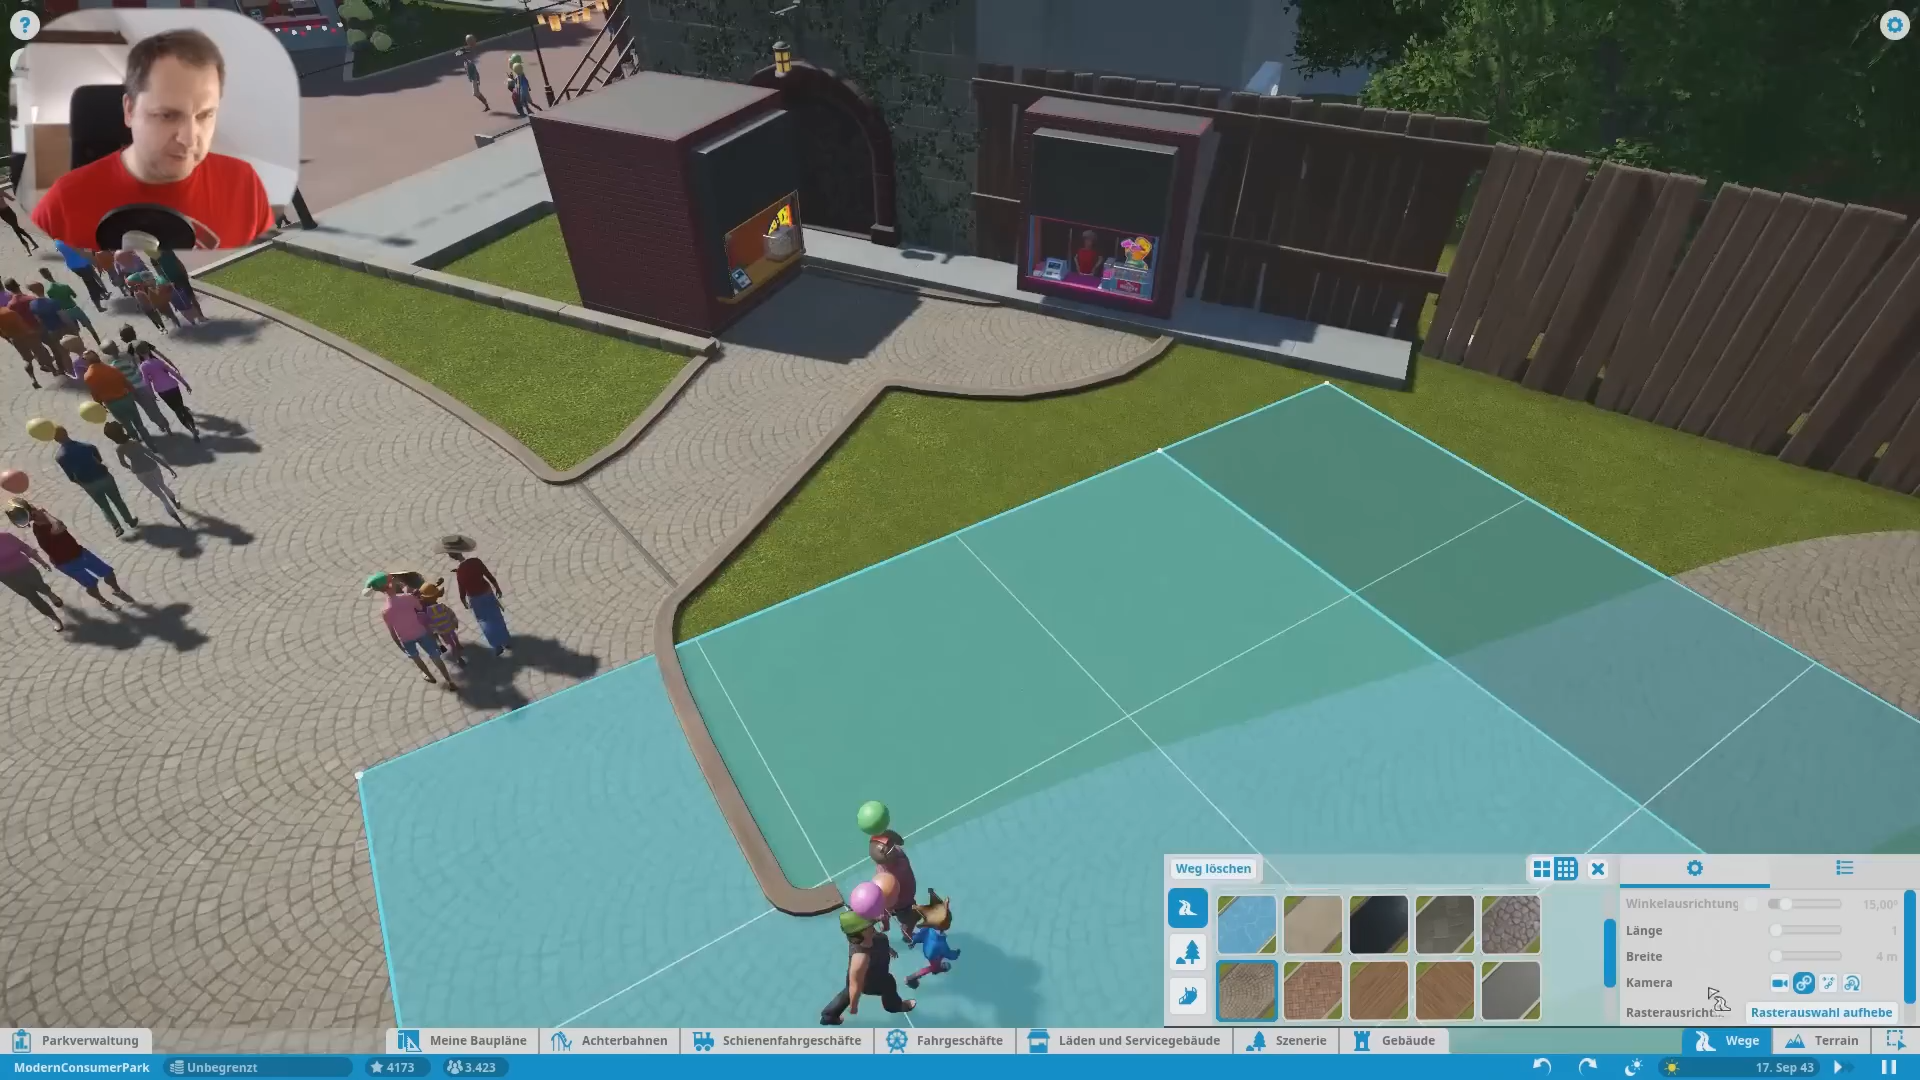 ?
Weg löschen
Winkelausrichtung
15,00°
Länge
1
Breite
4 m
Kamera
Rasterausricht...
Rasterauswahl aufhebe
Parkverwaltung
Meine Baupläne
Achterbahnen
Schienenfahrgeschäfte
Fahrgeschäfte
Läden und Servicegebäude
Szenerie
Gebäude
Wege
Terrain
ModernConsumerPark
Unbegrenzt
4173
3.423
17. Sep 43